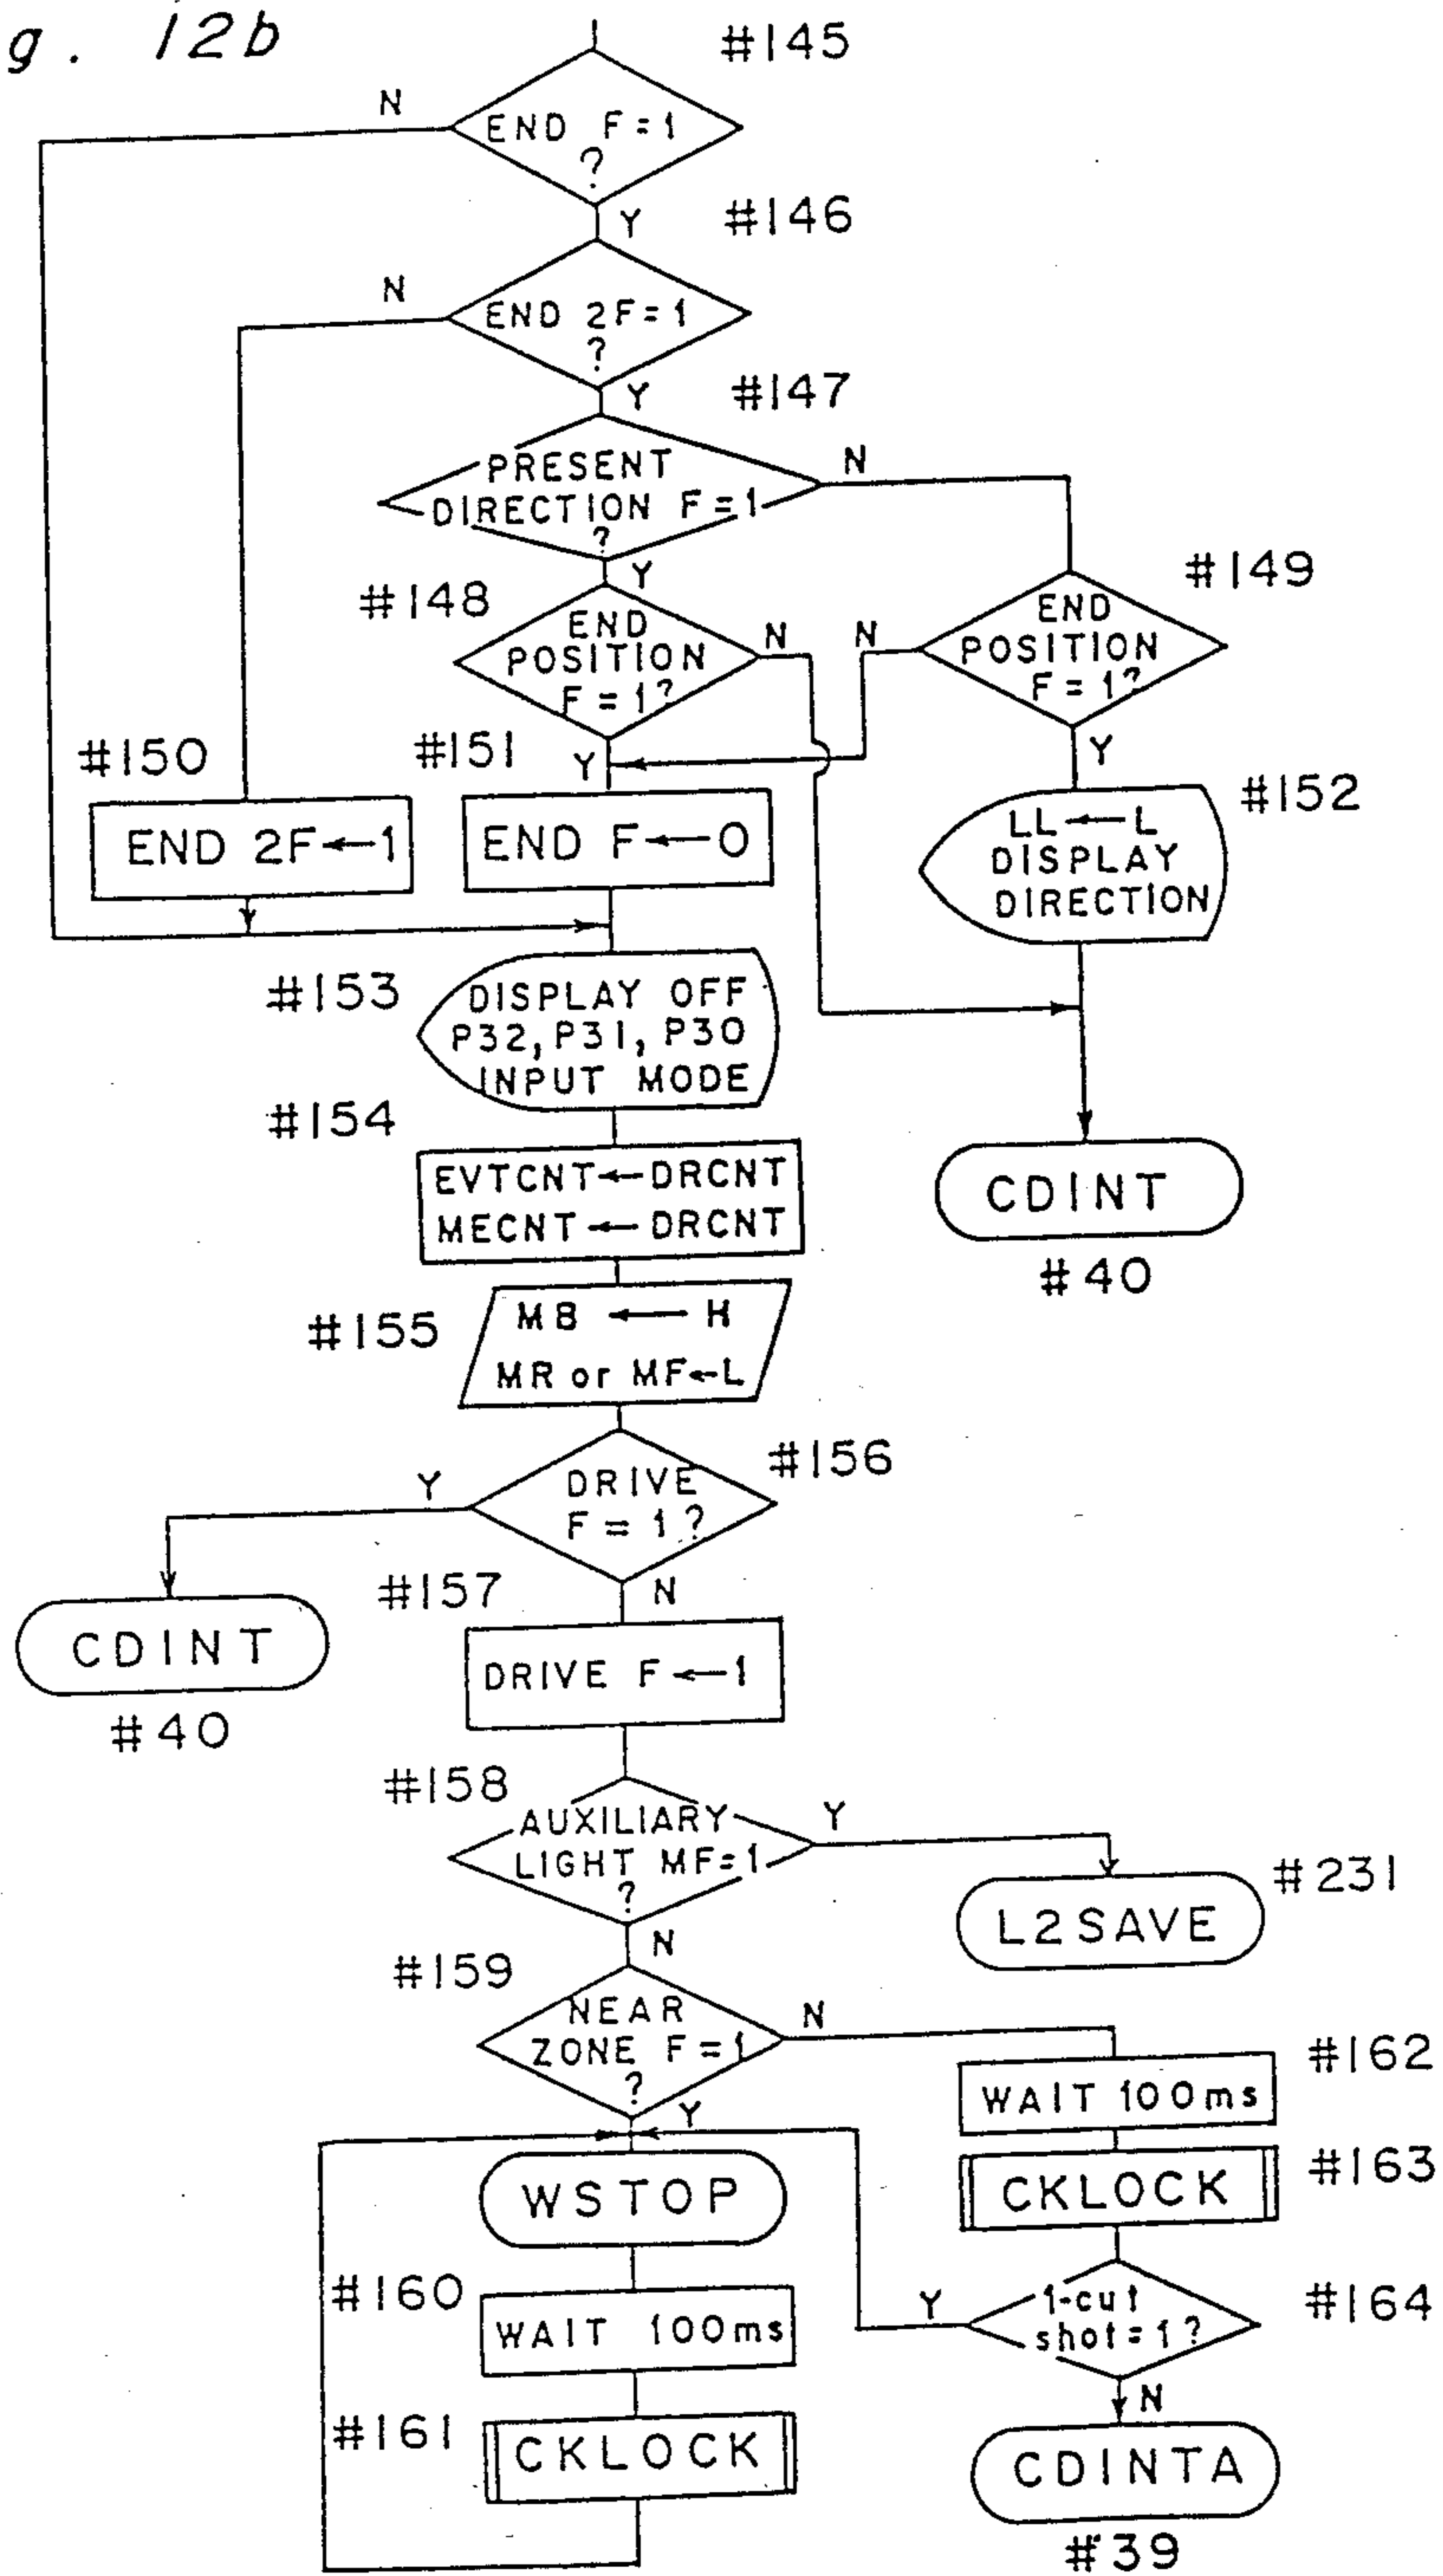 g. 12b
#145
N
END F=1
?
Y
#146
N
END 2F=1
?
Y
#147
PRESENT
DIRECTION F=1
?
N
Y
#148
END
POSITION
F=1?
N
#149
N
END
POSITION
F=1?
Y
#150
END 2F←1
#151
Y
END F←0
#152
LL←L
DISPLAY
DIRECTION
#153
DISPLAY OFF
P32, P31, P30
INPUT MODE
#154
EVTCNT←DRCNT
MECNT←DRCNT
CDINT
#40
#155
MB ← H
MR or MF←L
#156
Y
DRIVE
F=1?
N
CDINT
#40
#157
DRIVE F←1
#158
AUXILIARY
LIGHT MF=1
?
Y
N
#231
L2SAVE
#159
NEAR
ZONE F=1
?
N
Y
#162
WAIT 100ms
#163
CKLOCK
WSTOP
#160
WAIT 100ms
#164
Y
1-cut
shot=1?
N
#161
CKLOCK
CDINTA
#39